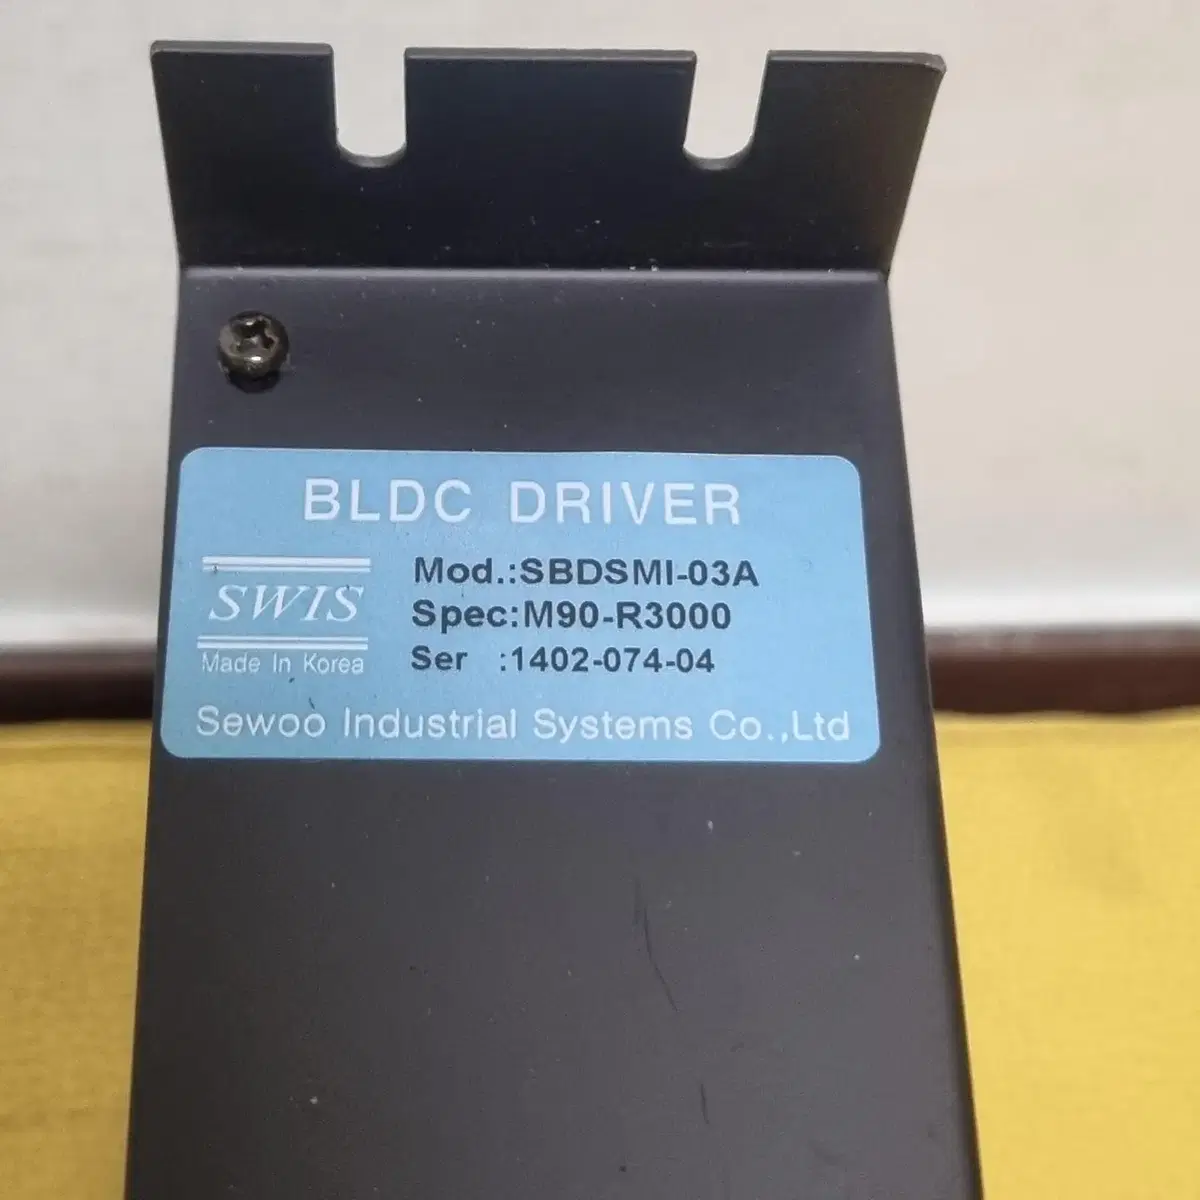 BLDC DRIVER
SWIS
Made In Korea
Mod.:SBDSMI-03A
Spec:M90-R3000
Ser :1402-074-04
Sewoo Industrial Systems Co.,Ltd